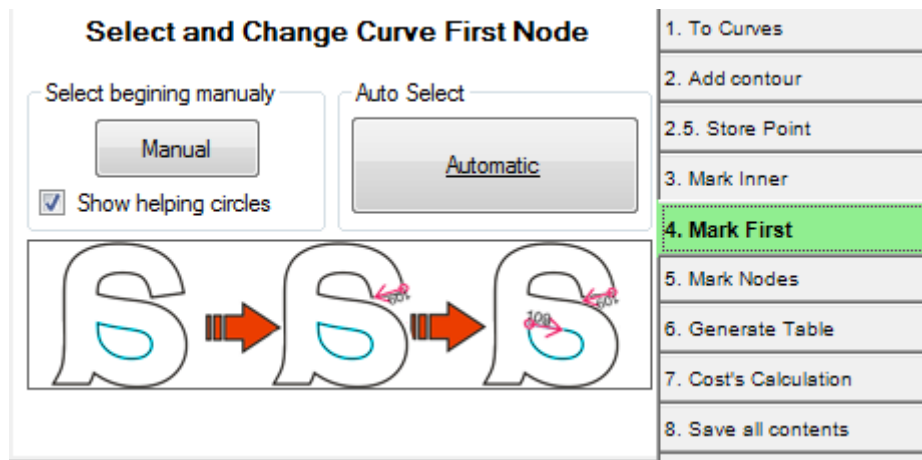 Select and Change Curve First Node
Select begining manualy
Manual
Show helping circles
Auto Select
Automatic
1. To Curves
2. Add contour
2.5. Store Point
3. Mark Inner
4. Mark First
5. Mark Nodes
6. Generate Table
7. Cost's Calculation
8. Save all contents